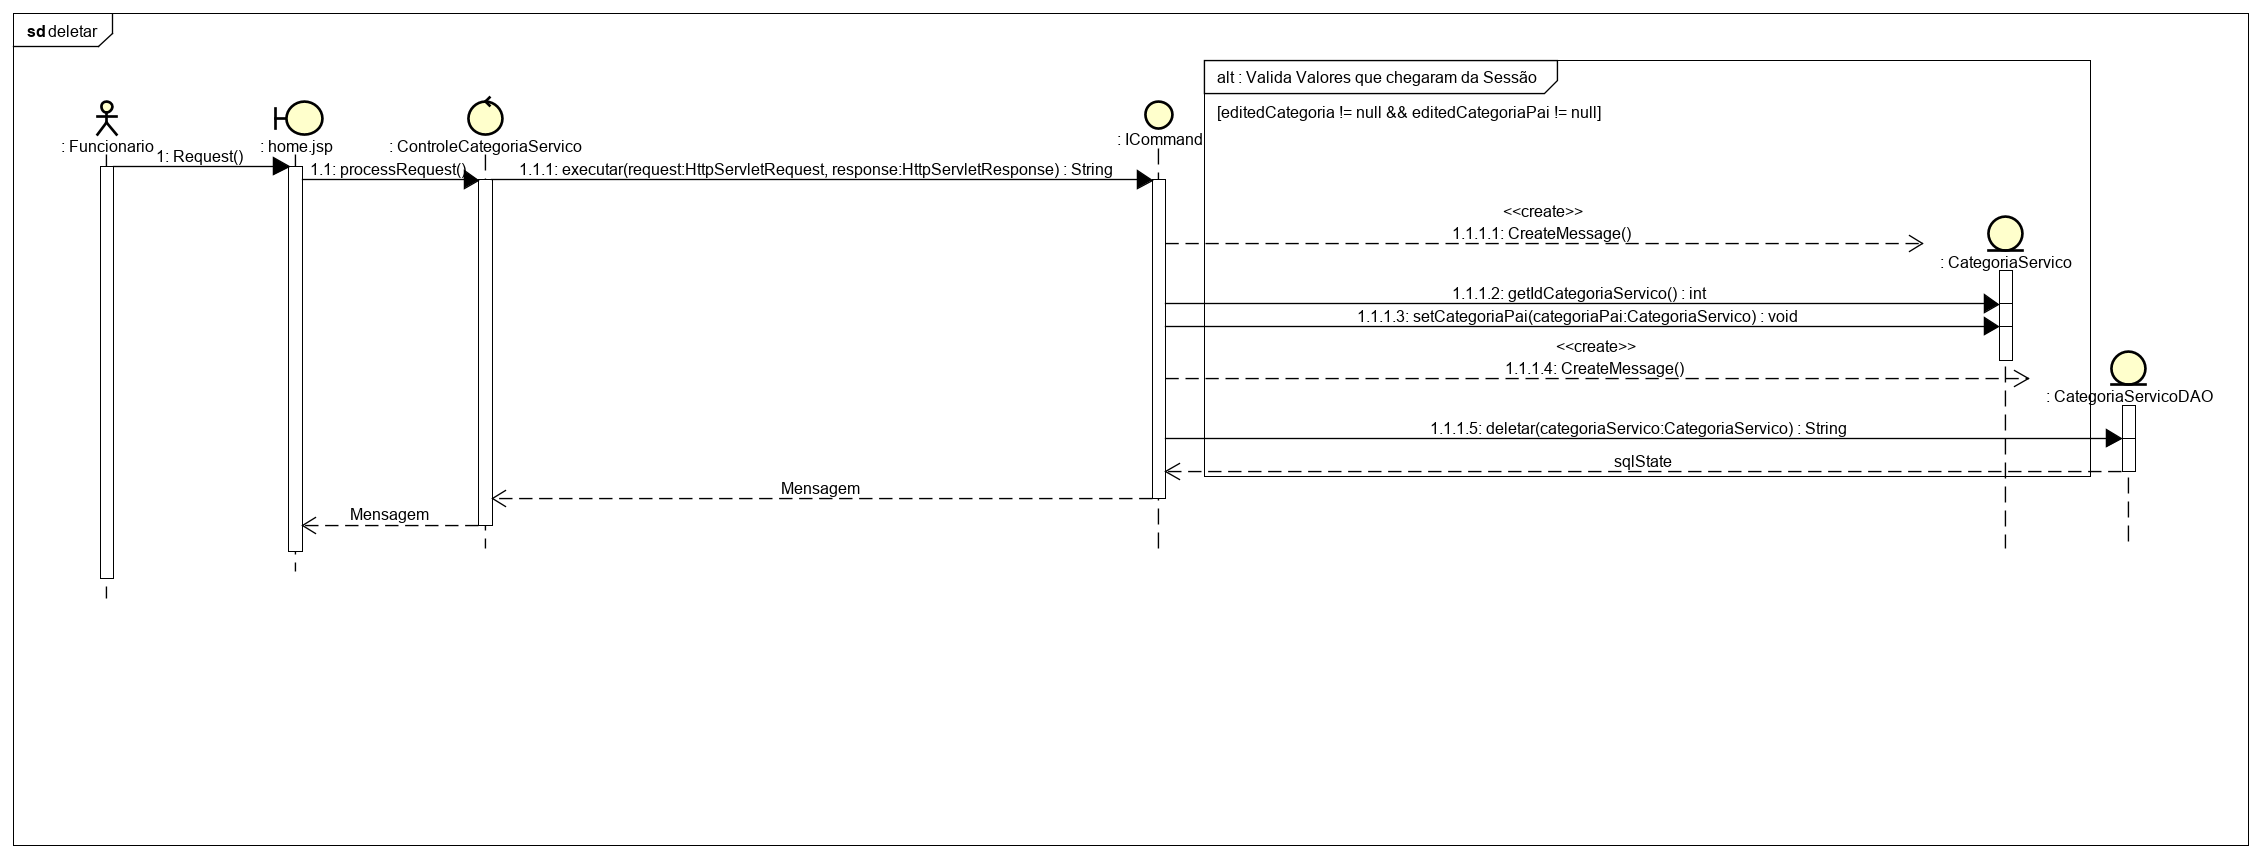 sd deletar
alt : Valida Valores que chegaram da Sessão
[editedCategoria != null && editedCategoriaPai != null]
: Funcionario
: home.jsp
: ControleCategoriaServico
: ICommand
1: Request()
1.1: processRequest()
1.1.1: executar(request:HttpServletRequest, response:HttpServletResponse) : String
<<create>>
1.1.1.1: CreateMessage()
: CategoriaServico
1.1.1.2: getIdCategoriaServico() : int
1.1.1.3: setCategoriaPai(categoriaPai:CategoriaServico) : void
<<create>>
1.1.1.4: CreateMessage()
: CategoriaServicoDAO
1.1.1.5: deletar(categoriaServico:CategoriaServico) : String
sqlState
Mensagem
Mensagem